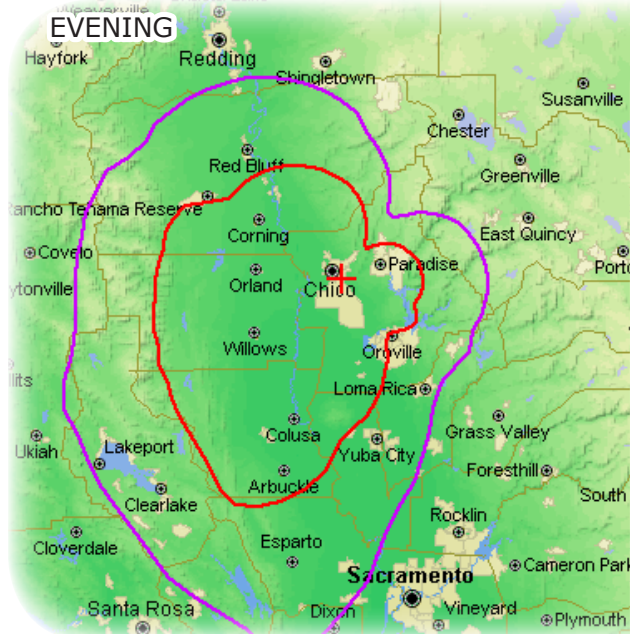 Weaverville
EVENING
Hayfork
Redding
Shingletown
Susanville
Chester
Red Bluff
Greenville
Rancho Tehama Reserve
East Quincy
Corning
Covelo
Paradise
Porto
Orland
Chico
ytonville
Willows
Oroville
llits
Loma Rica
Colusa
Grass Valley
Ukiah
Lakeport
Yuba City
Foresthill
Arbuckle
South
Clearlake
Rocklin
Cloverdale
Esparto
Cameron Park
Sacramento
Santa Rosa
Dixon
Vineyard
Plymouth